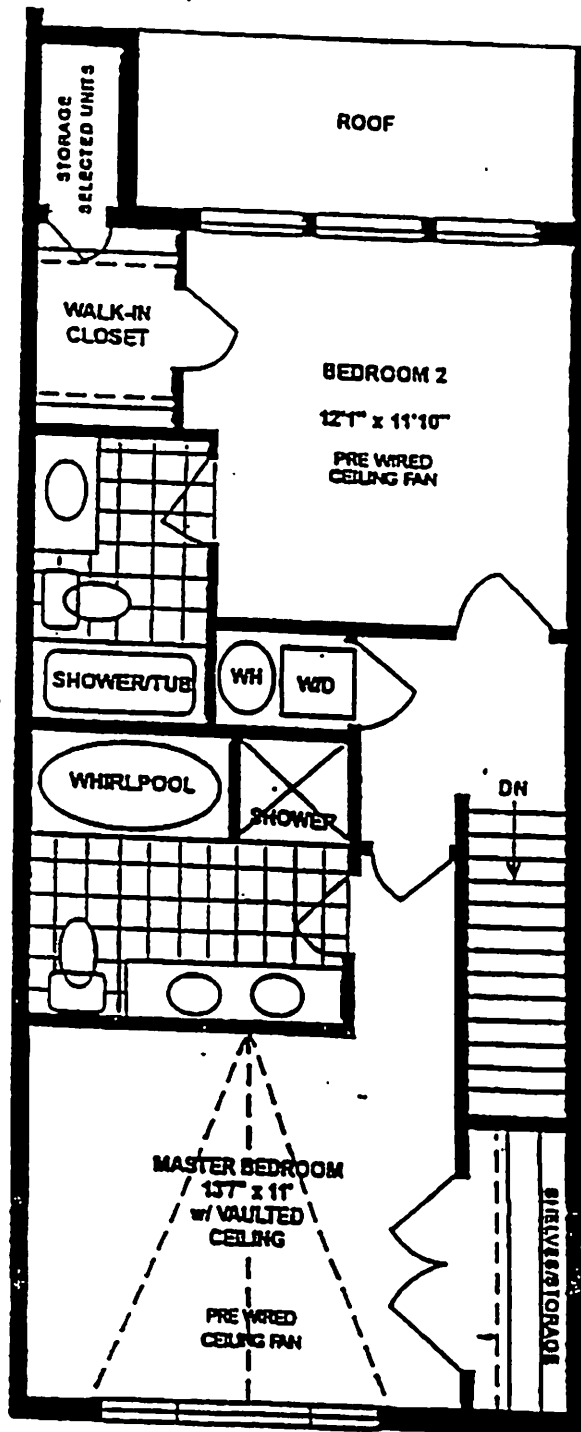 STORAGE
SELECTED UNITS
ROOF
WALK-IN
CLOSET
BEDROOM 2
12'1" x 11'10"
PRE WIRED
CEILING FAN
SHOWER/TUB
WH
W/D
WHIRLPOOL
SHOWER
DN
MASTER BEDROOM
13'7" x 11'
w/ VAULTED
CEILING
PRE WIRED
CEILING FAN
SHELVES/STORAGE